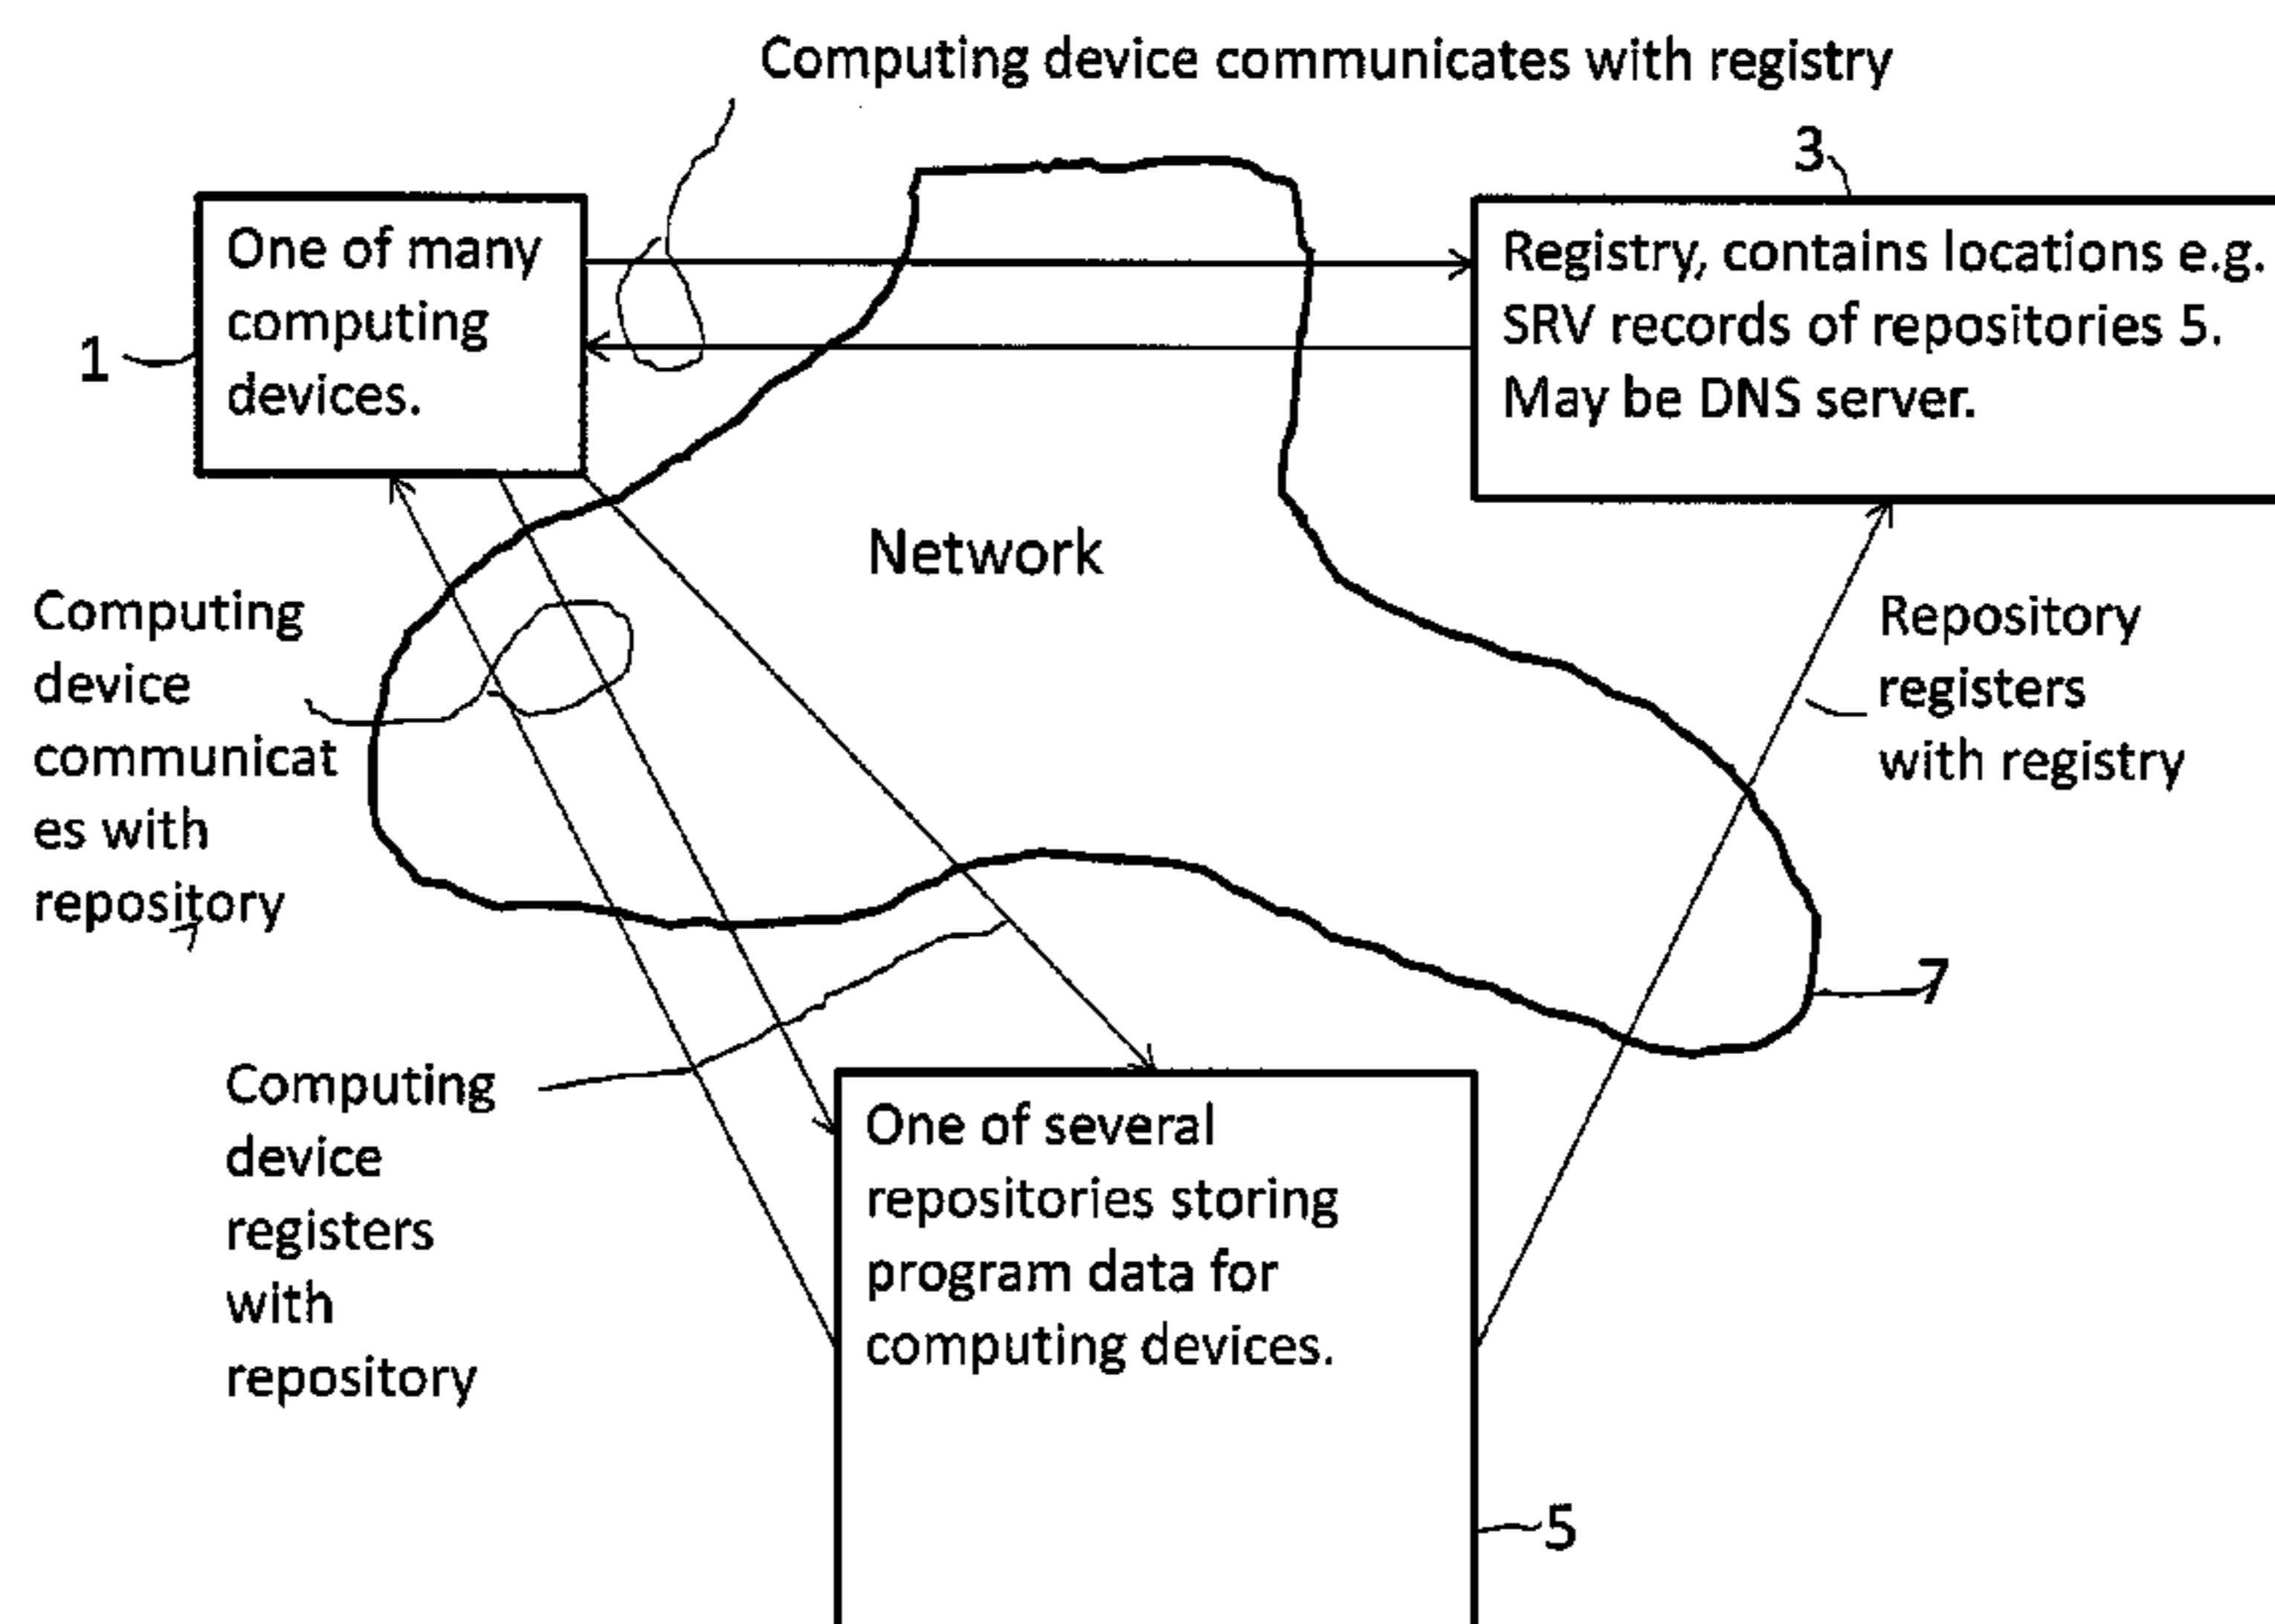 Computing device communicates with registry
3
One of many
computing
devices.
1
Registry, contains locations e.g.
SRV records of repositories 5.
May be DNS server.
Network
Computing
device
communicat
es with
repository
Repository
registers
with registry
7
Computing
device
registers
with
repository
One of several
repositories storing
program data for
computing devices.
5